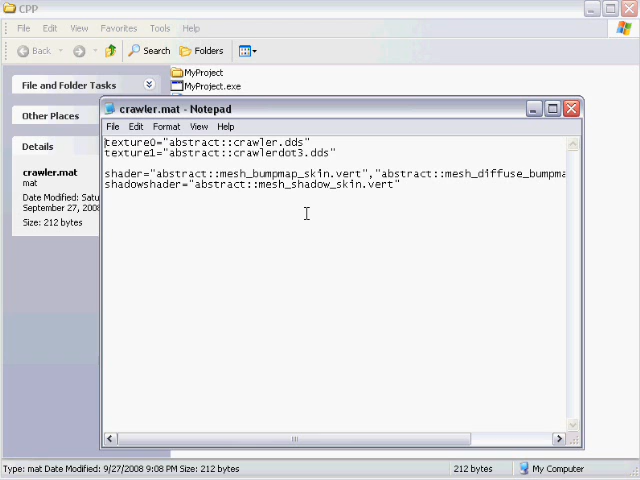 CPP
File Edit View Favorites Tools Help
Back Search Folders
File and Folder Tasks
MyProject
MyProject.exe
Other Places
Details
crawler.mat
mat
Date Modified: Satu
September 27, 2008
Size: 212 bytes
crawler.mat - Notepad
File Edit Format View Help
texture0="abstract::crawler.dds"
texture1="abstract::crawlerdot3.dds"
shader="abstract::mesh_bumpmap_skin.vert","abstract::mesh_diffuse_bumpma
shadowshader="abstract::mesh_shadow_skin.vert"
Type: mat Date Modified: 9/27/2008 9:08 PM Size: 212 bytes 212 bytes My Computer